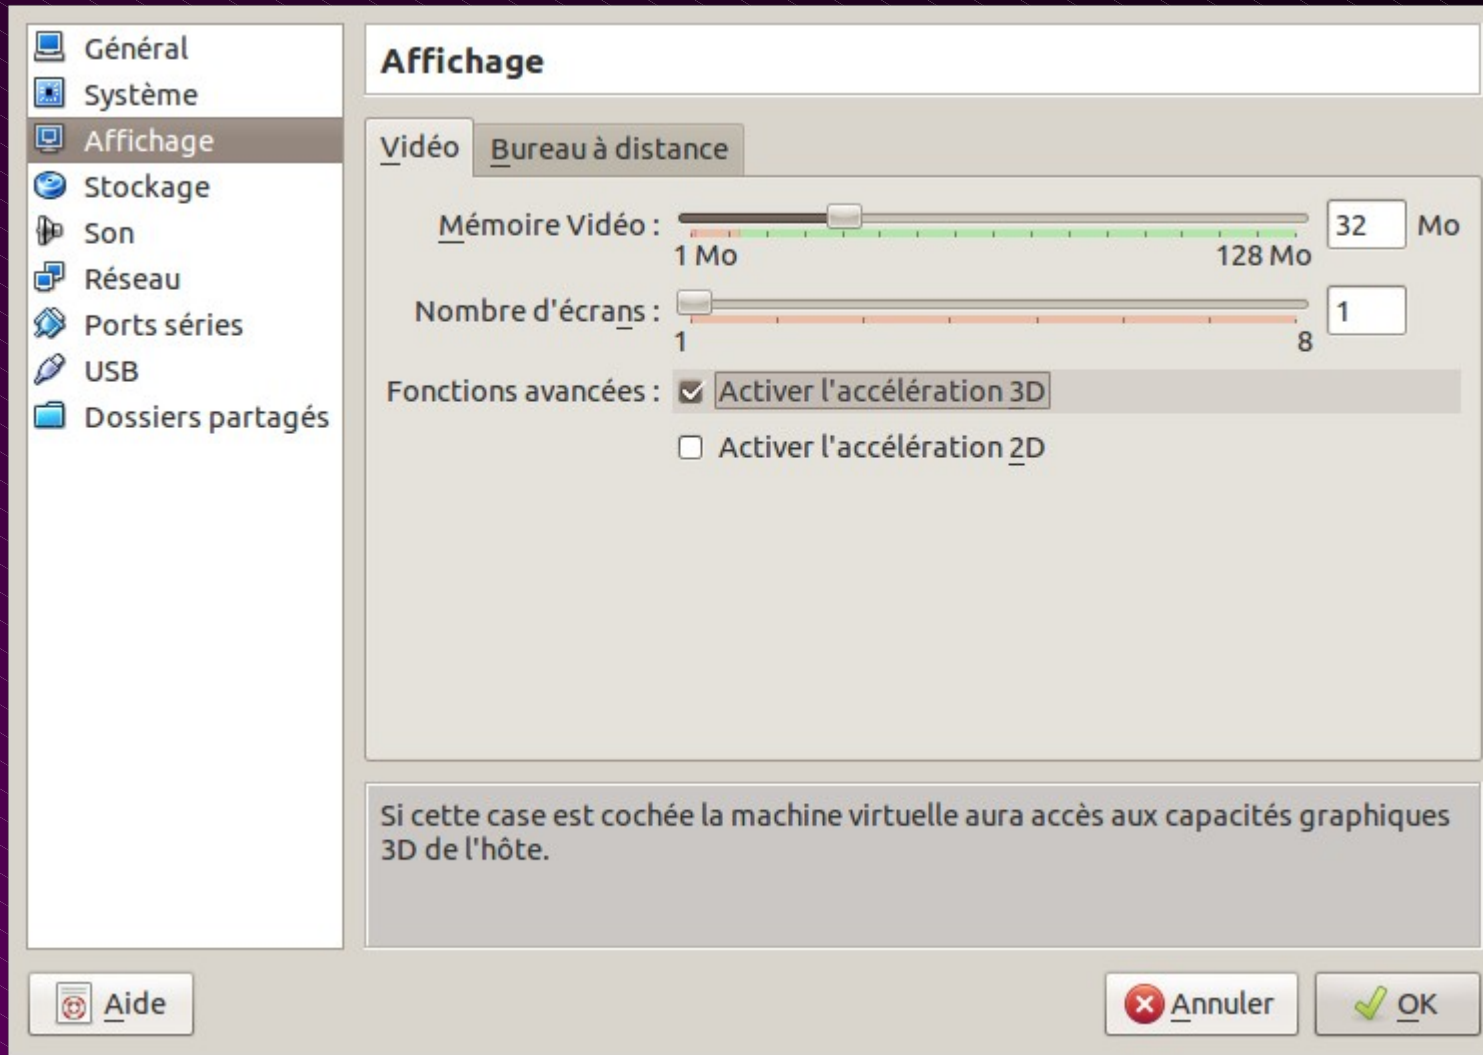 Général
Système
Affichage
Stockage
Son
Réseau
Ports séries
USB
Dossiers partagés
Affichage
Vidéo
Bureau à distance
Mémoire Vidéo :
32 Mo
1 Mo
128 Mo
Nombre d'écrans :
1
1
8
Fonctions avancées :
Activer l'accélération 3D
Activer l'accélération 2D
Si cette case est cochée la machine virtuelle aura accès aux capacités graphiques
3D de l'hôte.
Aide
Annuler
OK